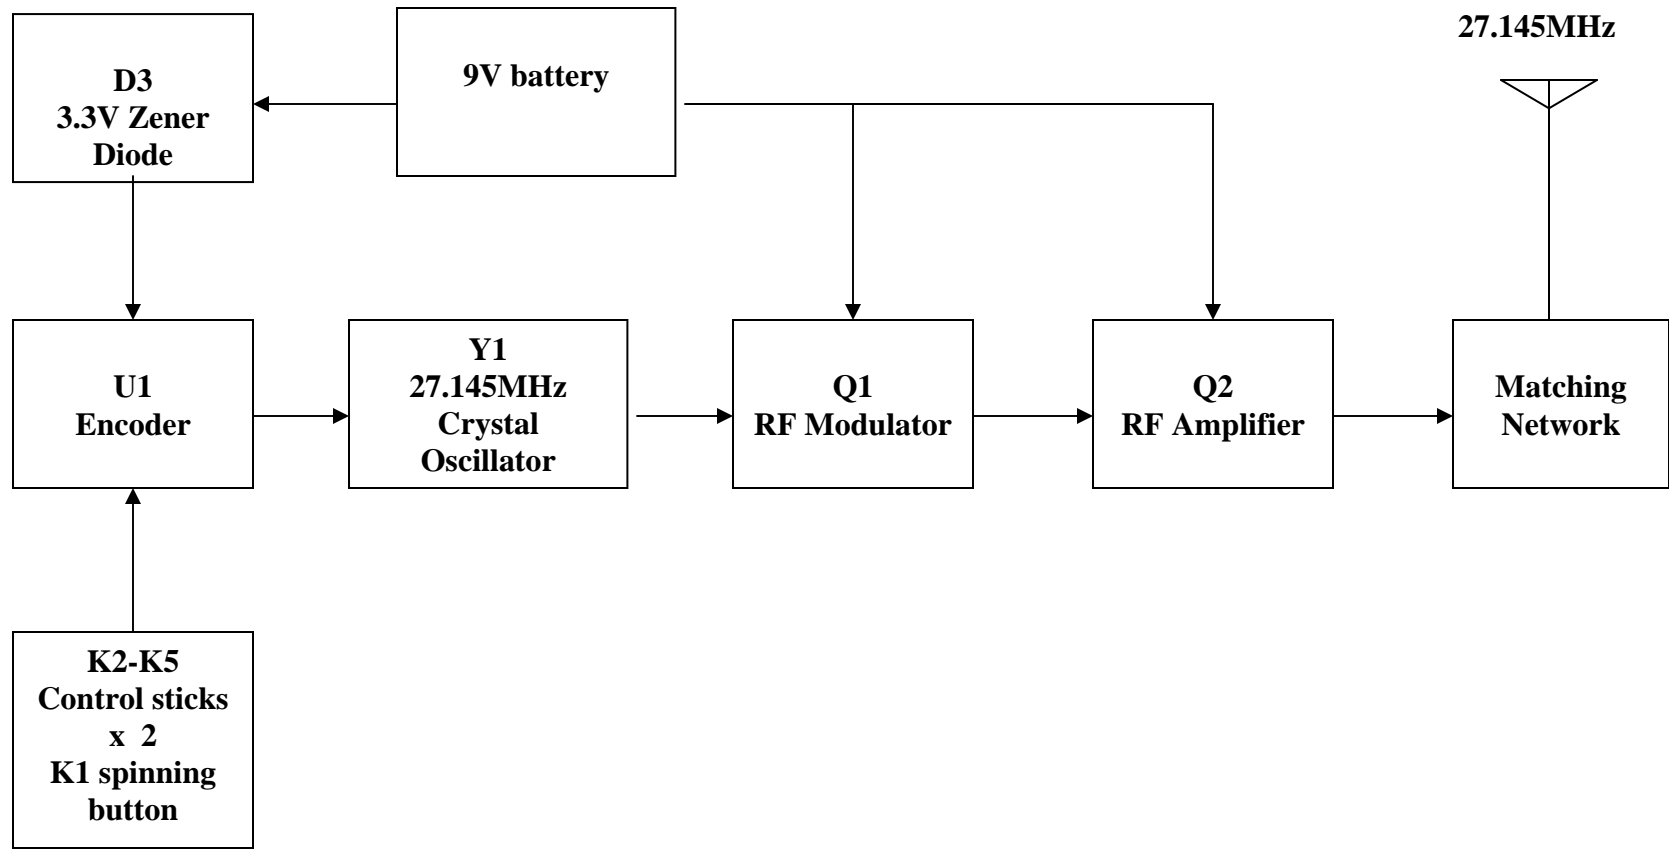 D3
3.3V Zener
Diode
9V battery
27.145MHz
U1
Encoder
Y1
27.145MHz
Crystal
Oscillator
Q1
RF Modulator
Q2
RF Amplifier
Matching
Network
K2-K5
Control sticks
x 2
K1 spinning
button